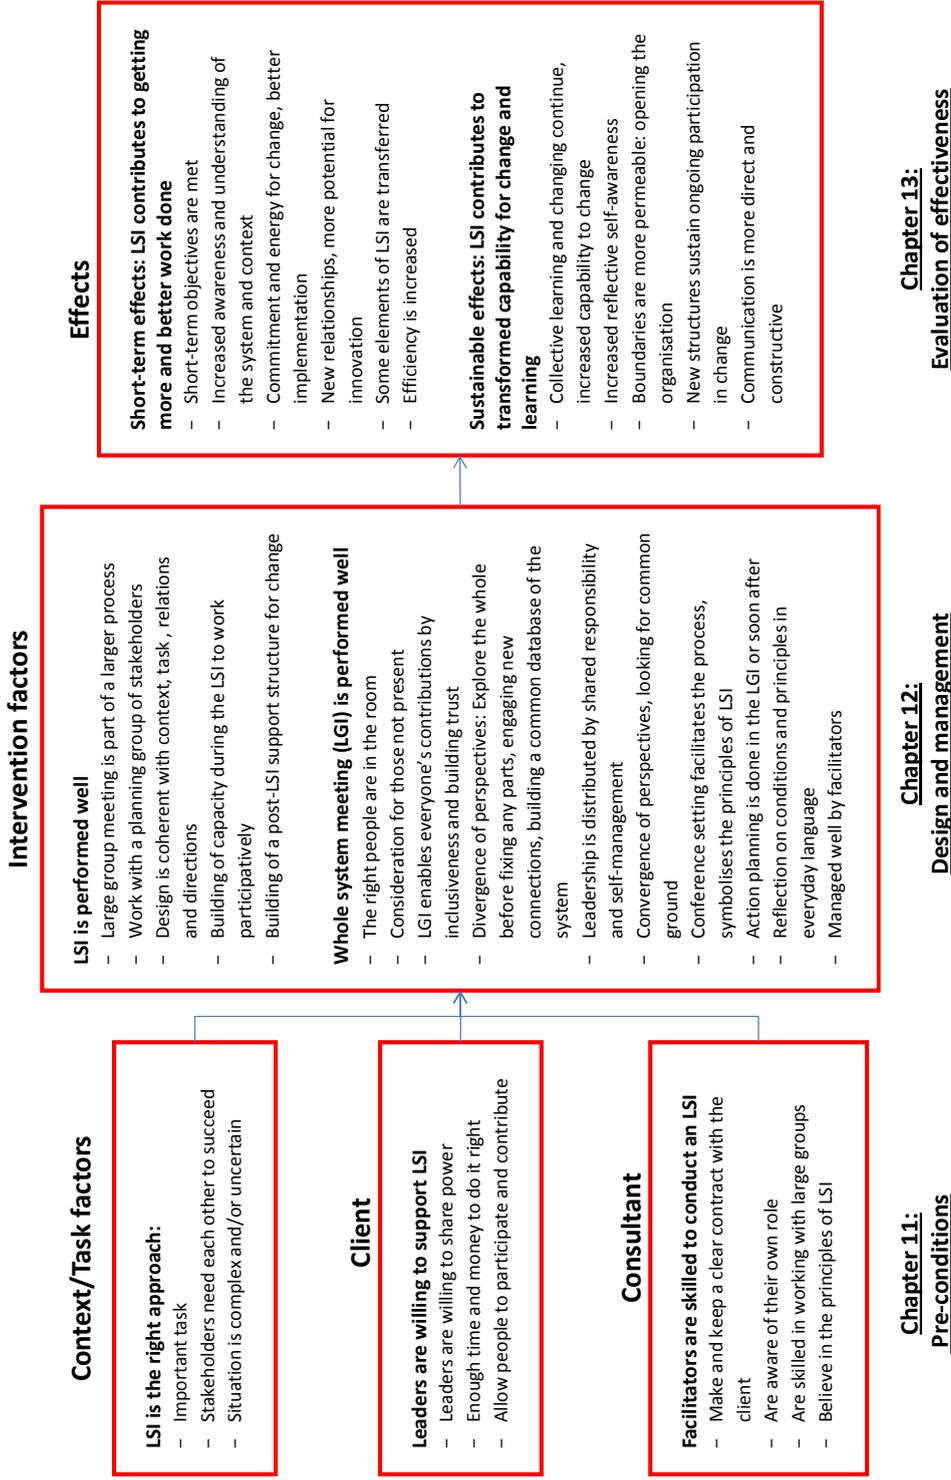 Context/Task factors
LSI is the right approach:
– Important task
– Stakeholders need each other to succeed
– Situation is complex and/or uncertain
Client
Leaders are willing to support LSI
– Leaders are willing to share power
– Enough time and money to do it right
– Allow people to participate and contribute
Consultant
Facilitators are skilled to conduct an LSI
– Make and keep a clear contract with the
client
– Are aware of their own role
– Are skilled in working with large groups
– Believe in the principles of LSI
Chapter 11:
Pre-conditions
Intervention factors
LSI is performed well
– Large group meeting is part of a larger process
– Work with a planning group of stakeholders
– Design is coherent with context, task , relations
and directions
– Building of capacity during the LSI to work
participatively
– Building of a post-LSI support structure for change
Whole system meeting (LGI) is performed well
– The right people are in the room
– Consideration for those not present
– LGI enables everyone's contributions by
inclusiveness and building trust
– Divergence of perspectives: Explore the whole
before fixing any parts, engaging new
connections, building a common database of the
system
– Leadership is distributed by shared responsibility
and self-management
– Convergence of perspectives, looking for common
ground
– Conference setting facilitates the process,
symbolises the principles of LSI
– Action planning is done in the LGI or soon after
– Reflection on conditions and principles in
everyday language
– Managed well by facilitators
Chapter 12:
Design and management
Effects
Short-term effects: LSI contributes to getting
more and better work done
– Short-term objectives are met
– Increased awareness and understanding of
the system and context
– Commitment and energy for change, better
implementation
– New relationships, more potential for
innovation
– Some elements of LSI are transferred
– Efficiency is increased
Sustainable effects: LSI contributes to
transformed capability for change and
learning
– Collective learning and changing continue,
increased capability to change
– Increased reflective self-awareness
– Boundaries are more permeable: opening the
organisation
– New structures sustain ongoing participation
in change
– Communication is more direct and
constructive
Chapter 13:
Evaluation of effectiveness